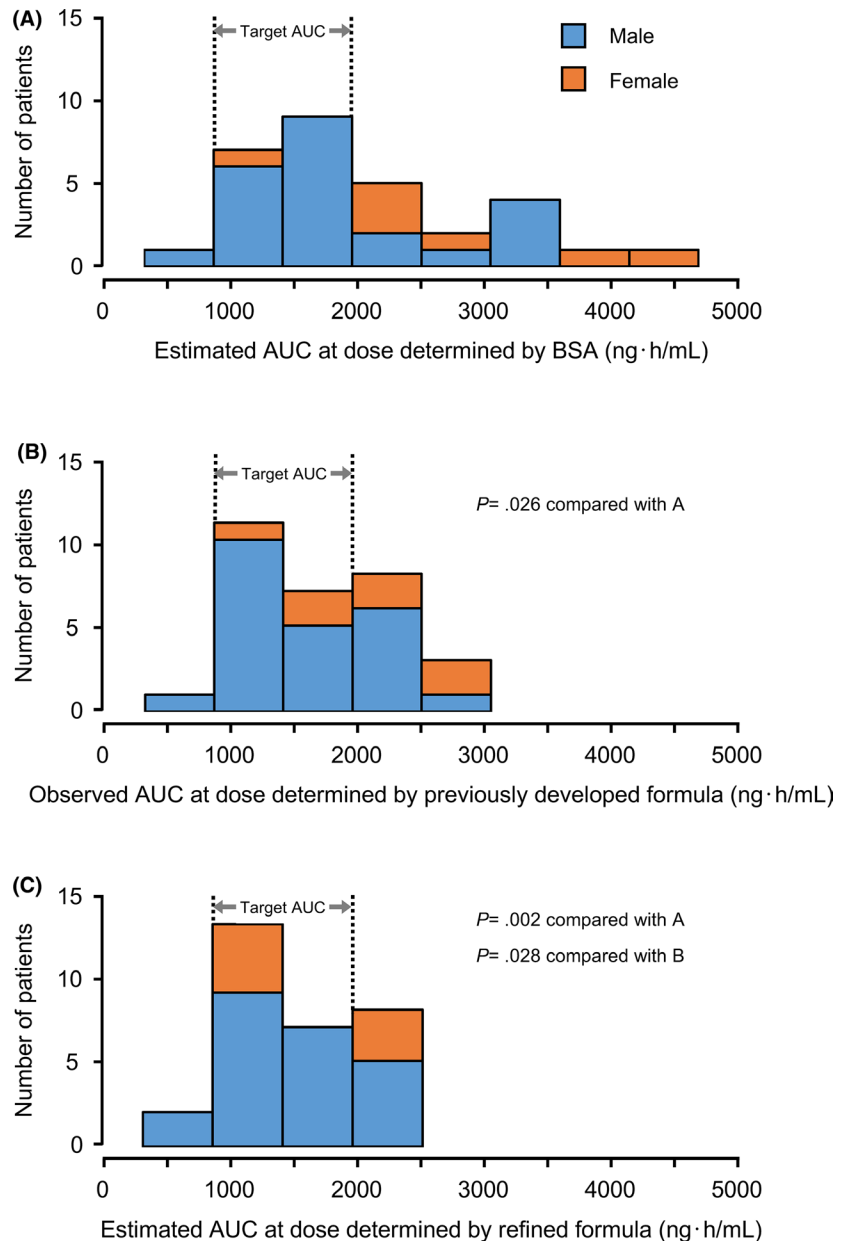 (A)
15
Target AUC
Male
Female
10
5
0
Number of patients
0 1000 2000 3000 4000 5000
Estimated AUC at dose determined by BSA (ng·h/mL)
(B)
15
Target AUC
P= .026 compared with A
10
5
0
Number of patients
0 1000 2000 3000 4000 5000
Observed AUC at dose determined by previously developed formula (ng·h/mL)
(C)
15
Target AUC
P= .002 compared with A
P= .028 compared with B
10
5
0
Number of patients
0 1000 2000 3000 4000 5000
Estimated AUC at dose determined by refined formula (ng·h/mL)